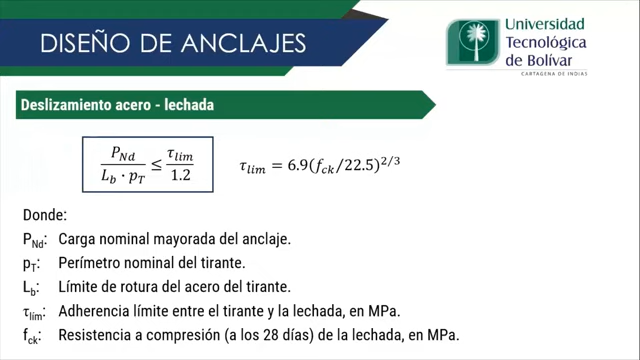 DISEÑO DE ANCLAJES
Universidad
Tecnológica
de Bolívar
CARTAGENA DE INDIAS
Deslizamiento acero - lechada
P_Nd / (L_b · p_T) ≤ τ_lim / 1.2
τ_lim = 6.9(f_ck/22.5)^2/3
Donde:
P_Nd: Carga nominal mayorada del anclaje.
p_T: Perímetro nominal del tirante.
L_b: Límite de rotura del acero del tirante.
τ_lím: Adherencia límite entre el tirante y la lechada, en MPa.
f_ck: Resistencia a compresión (a los 28 días) de la lechada, en MPa.